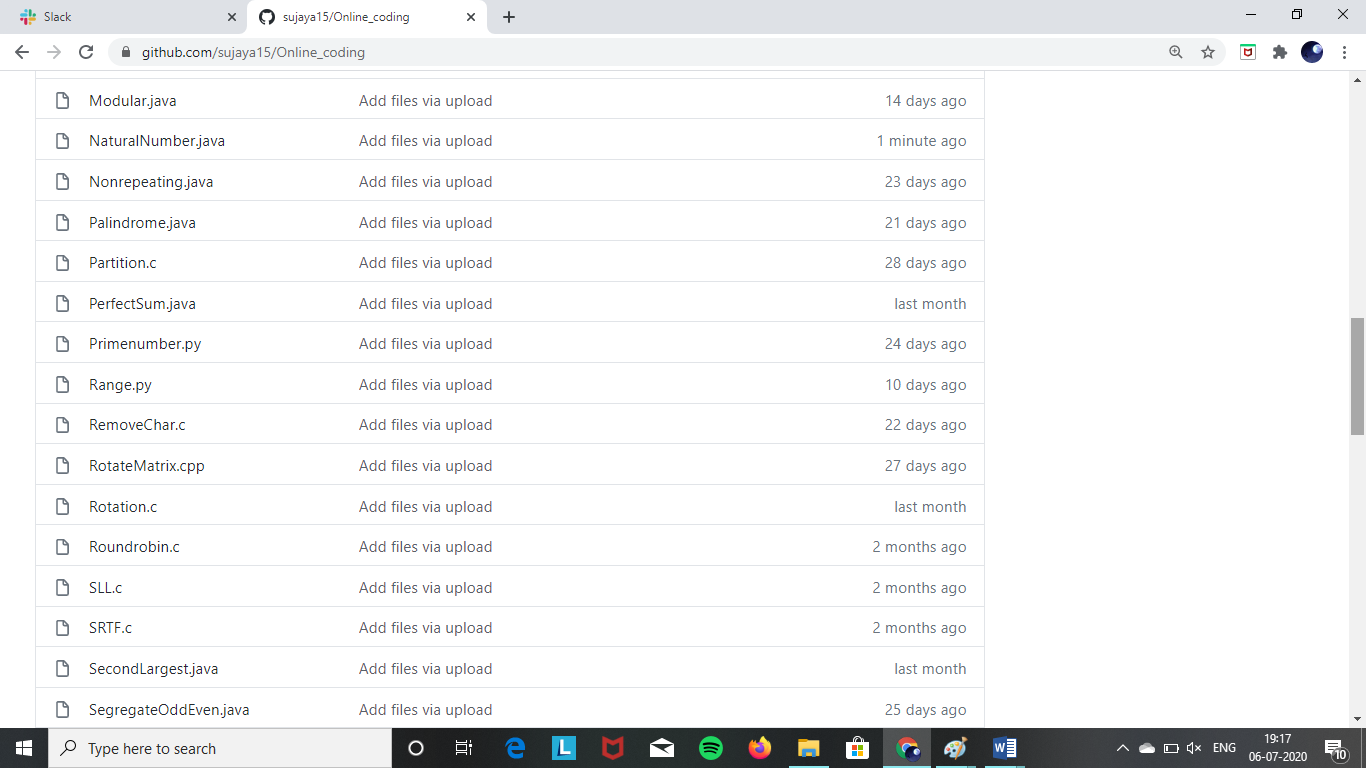 Slack
sujaya15/Online_coding
github.com/sujaya15/Online_coding
Modular.java Add files via upload 14 days ago
NaturalNumber.java Add files via upload 1 minute ago
Nonrepeating.java Add files via upload 23 days ago
Palindrome.java Add files via upload 21 days ago
Partition.c Add files via upload 28 days ago
PerfectSum.java Add files via upload last month
Primenumber.py Add files via upload 24 days ago
Range.py Add files via upload 10 days ago
RemoveChar.c Add files via upload 22 days ago
RotateMatrix.cpp Add files via upload 27 days ago
Rotation.c Add files via upload last month
Roundrobin.c Add files via upload 2 months ago
SLL.c Add files via upload 2 months ago
SRTF.c Add files via upload 2 months ago
SecondLargest.java Add files via upload last month
SegregateOddEven.java Add files via upload 25 days ago
Type here to search
L
W
ENG
19:17
06-07-2020
10